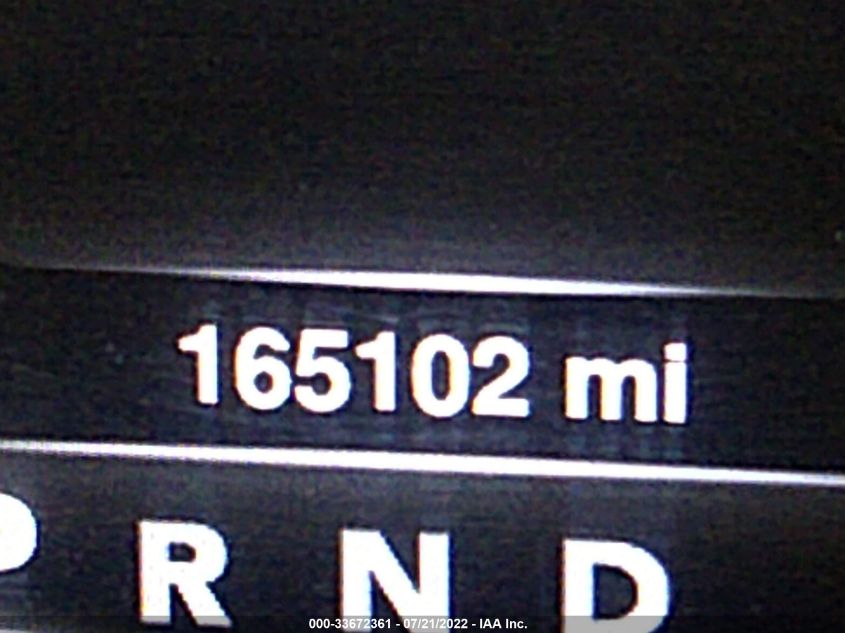 165102 mi
P R N D
000-33672361 - 07/21/2022 - IAA Inc.